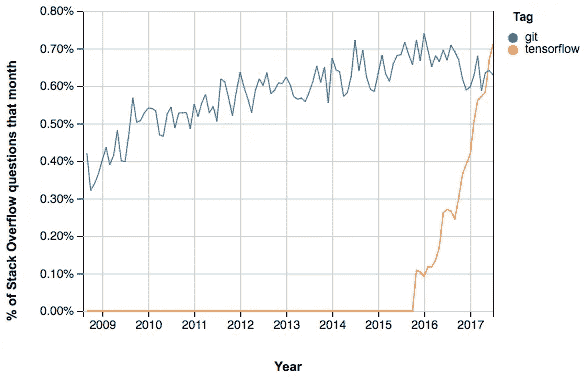 0.80%
0.70%
0.60%
0.50%
0.40%
0.30%
0.20%
0.10%
0.00%
% of Stack Overflow questions that month
2009 2010 2011 2012 2013 2014 2015 2016 2017
Year
Tag
git
tensorflow